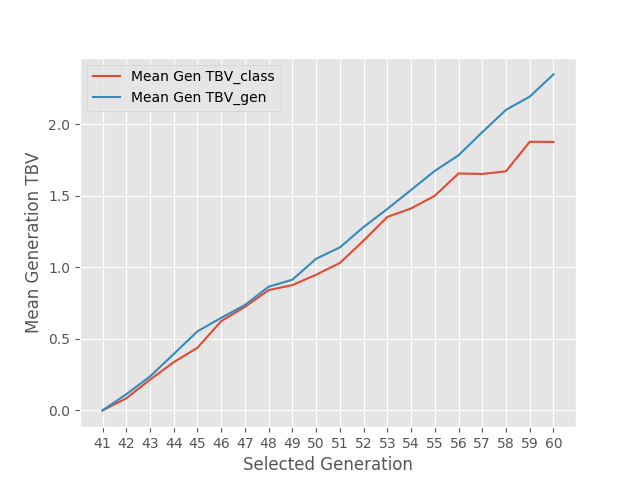 Mean Gen TBV_class
Mean Gen TBV_gen
Mean Generation TBV
2.0
1.5
1.0
0.5
0.0
41 42 43 44 45 46 47 48 49 50 51 52 53 54 55 56 57 58 59 60
Selected Generation